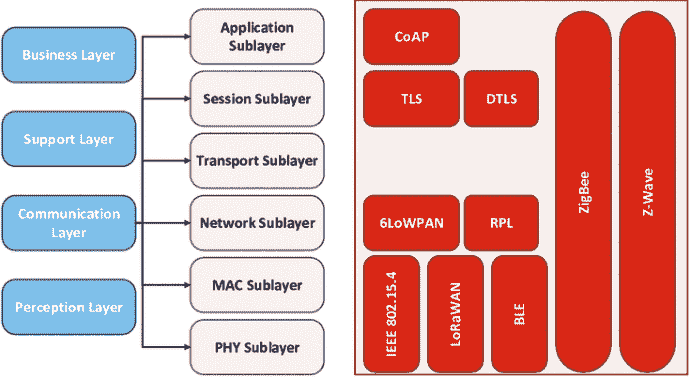 Business Layer
Support Layer
Communication
Layer
Perception Layer
Application
Sublayer
Session Sublayer
Transport Sublayer
Network Sublayer
MAC Sublayer
PHY Sublayer
CoAP
TLS
DTLS
6LoWPAN
RPL
IEEE 802.15.4
LoRaWAN
BLE
ZigBee
Z-Wave